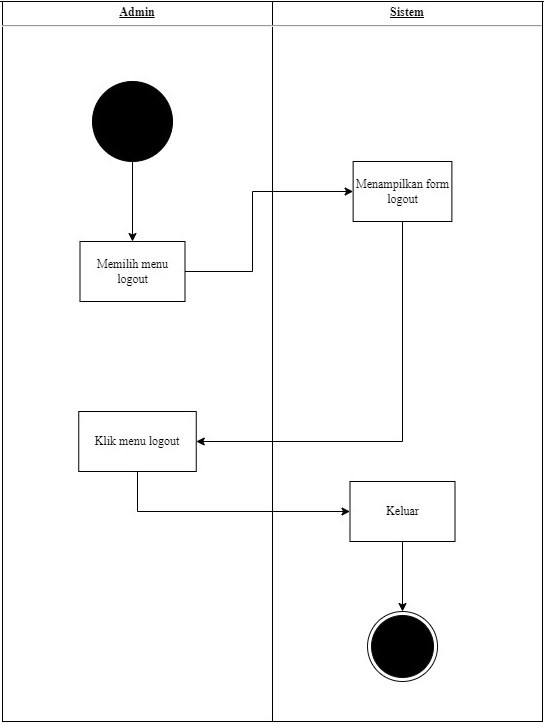 Admin
Sistem
Menampilkan form
logout
Memilih menu
logout
Klik menu logout
Keluar